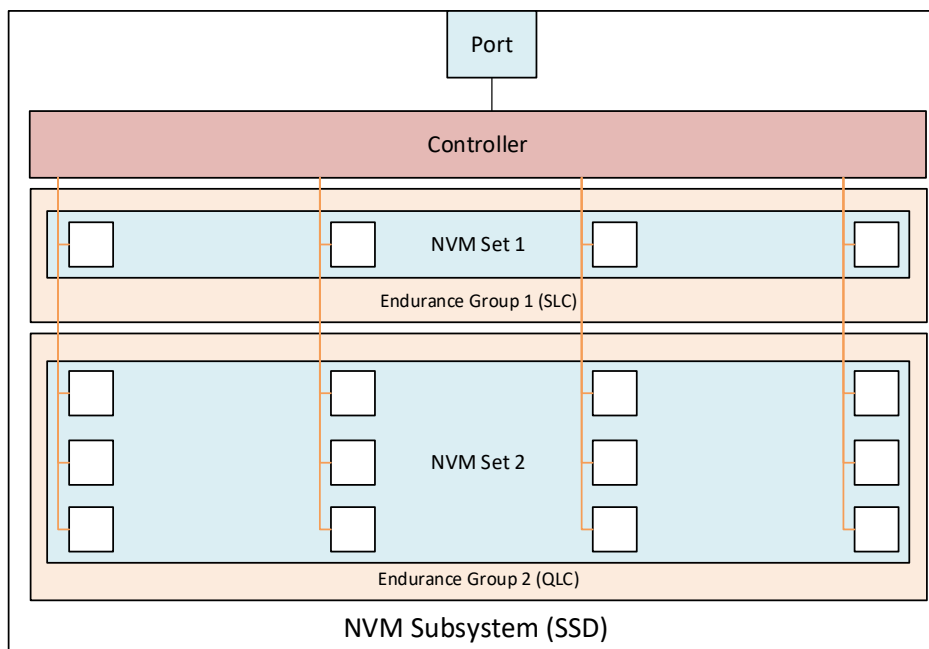 Port
Controller
NVM Set 1
Endurance Group 1 (SLC)
NVM Set 2
Endurance Group 2 (QLC)
NVM Subsystem (SSD)